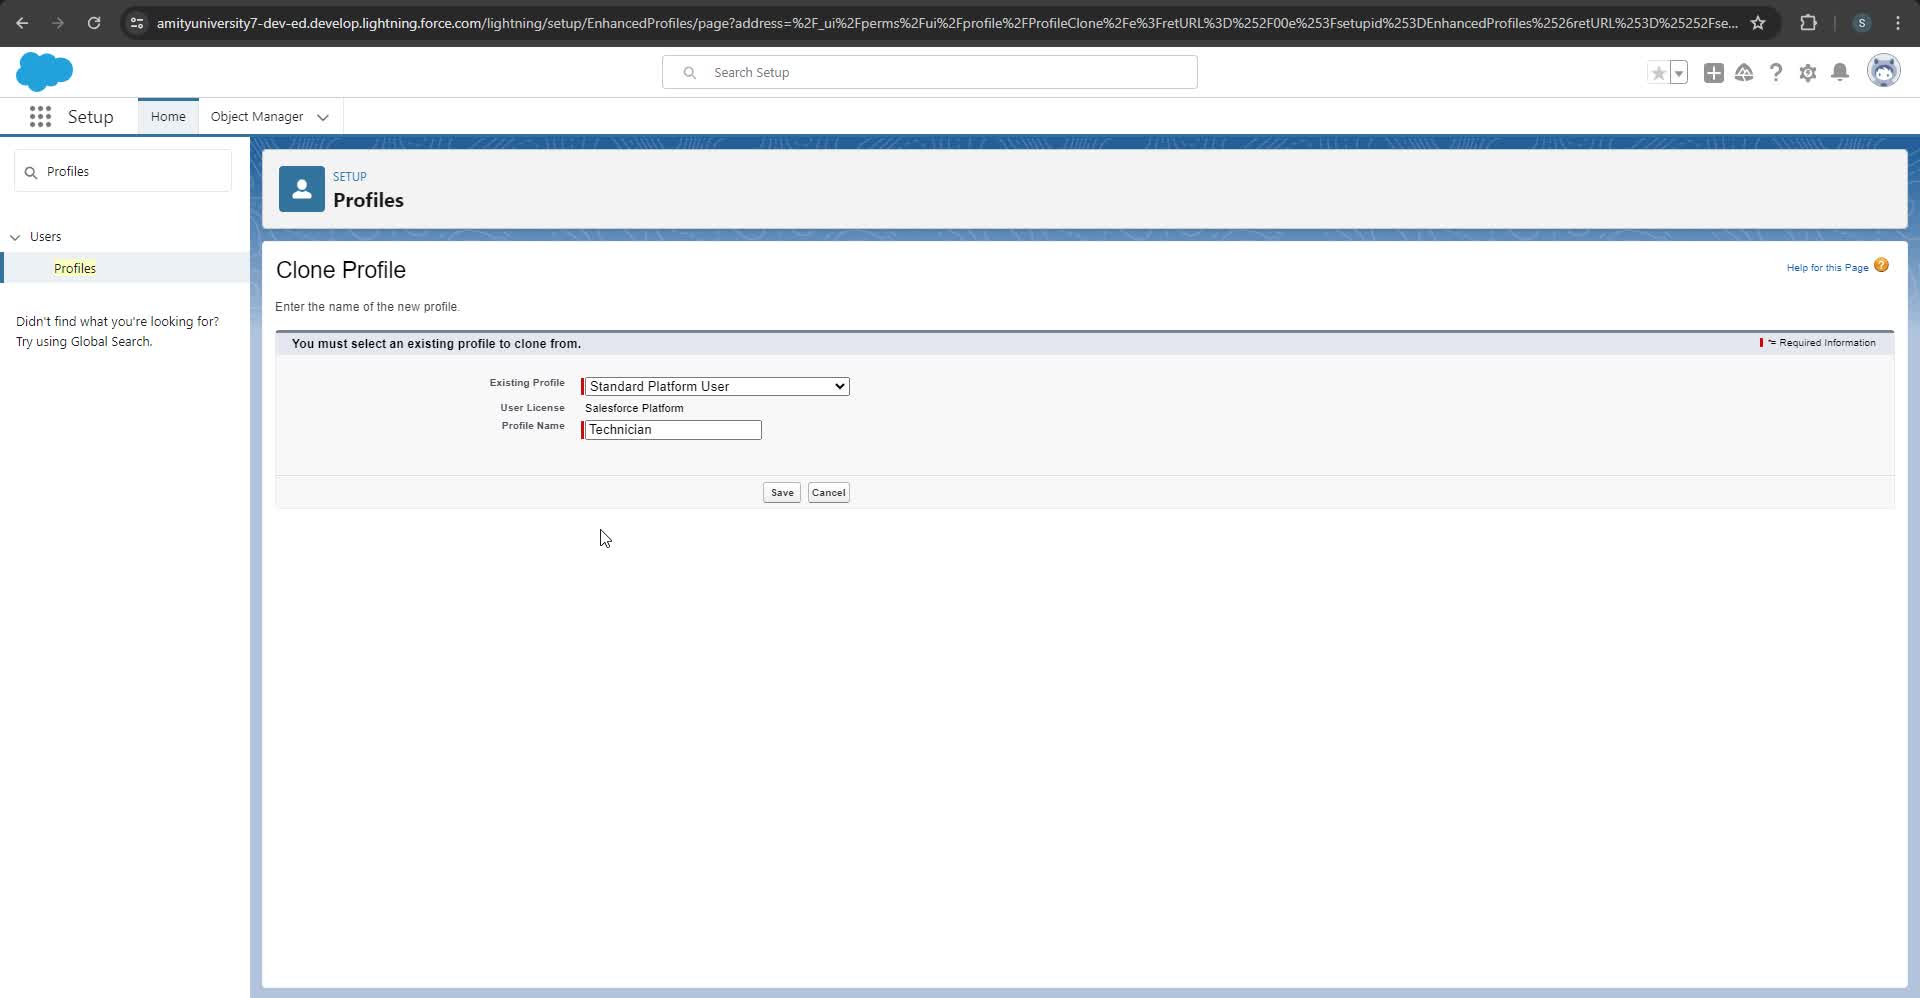 amityuniversity7-dev-ed.develop.lightning.force.com/lightning/setup/EnhancedProfiles/page?address=%2F_ui%2Fperms%2Fui%2Fprofile%2FProfileClone%2Fe%3FretURL%3D%252F00e%253Fsetupid%253DEnhancedProfiles%2526retURL%253D%25252Fse...
S
Search Setup
Setup
Home
Object Manager
Profiles
SETUP
Profiles
Users
Profiles
Didn't find what you're looking for?
Try using Global Search.
Clone Profile
Help for this Page
Enter the name of the new profile.
You must select an existing profile to clone from.
= Required Information
Existing Profile
Standard Platform User
User License
Salesforce Platform
Profile Name
Technician
Save
Cancel